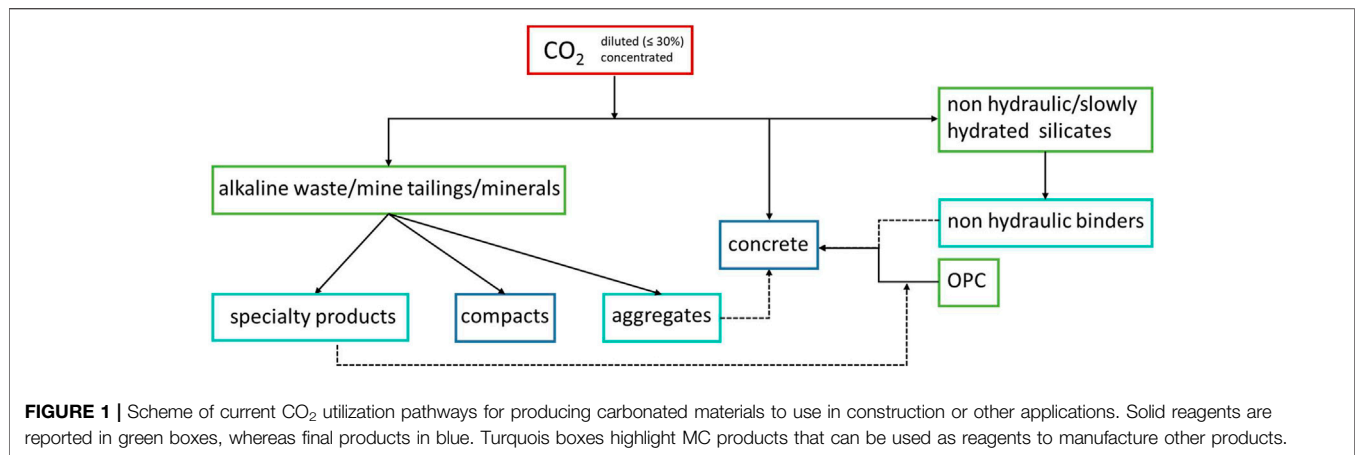 CO₂ diluted (≤ 30%)
concentrated
non hydraulic/slowly
hydrated silicates
alkaline waste/mine tailings/minerals
non hydraulic binders
concrete
OPC
specialty products
compacts
aggregates
FIGURE 1 | Scheme of current CO₂ utilization pathways for producing carbonated materials to use in construction or other applications. Solid reagents are
reported in green boxes, whereas final products in blue. Turquois boxes highlight MC products that can be used as reagents to manufacture other products.